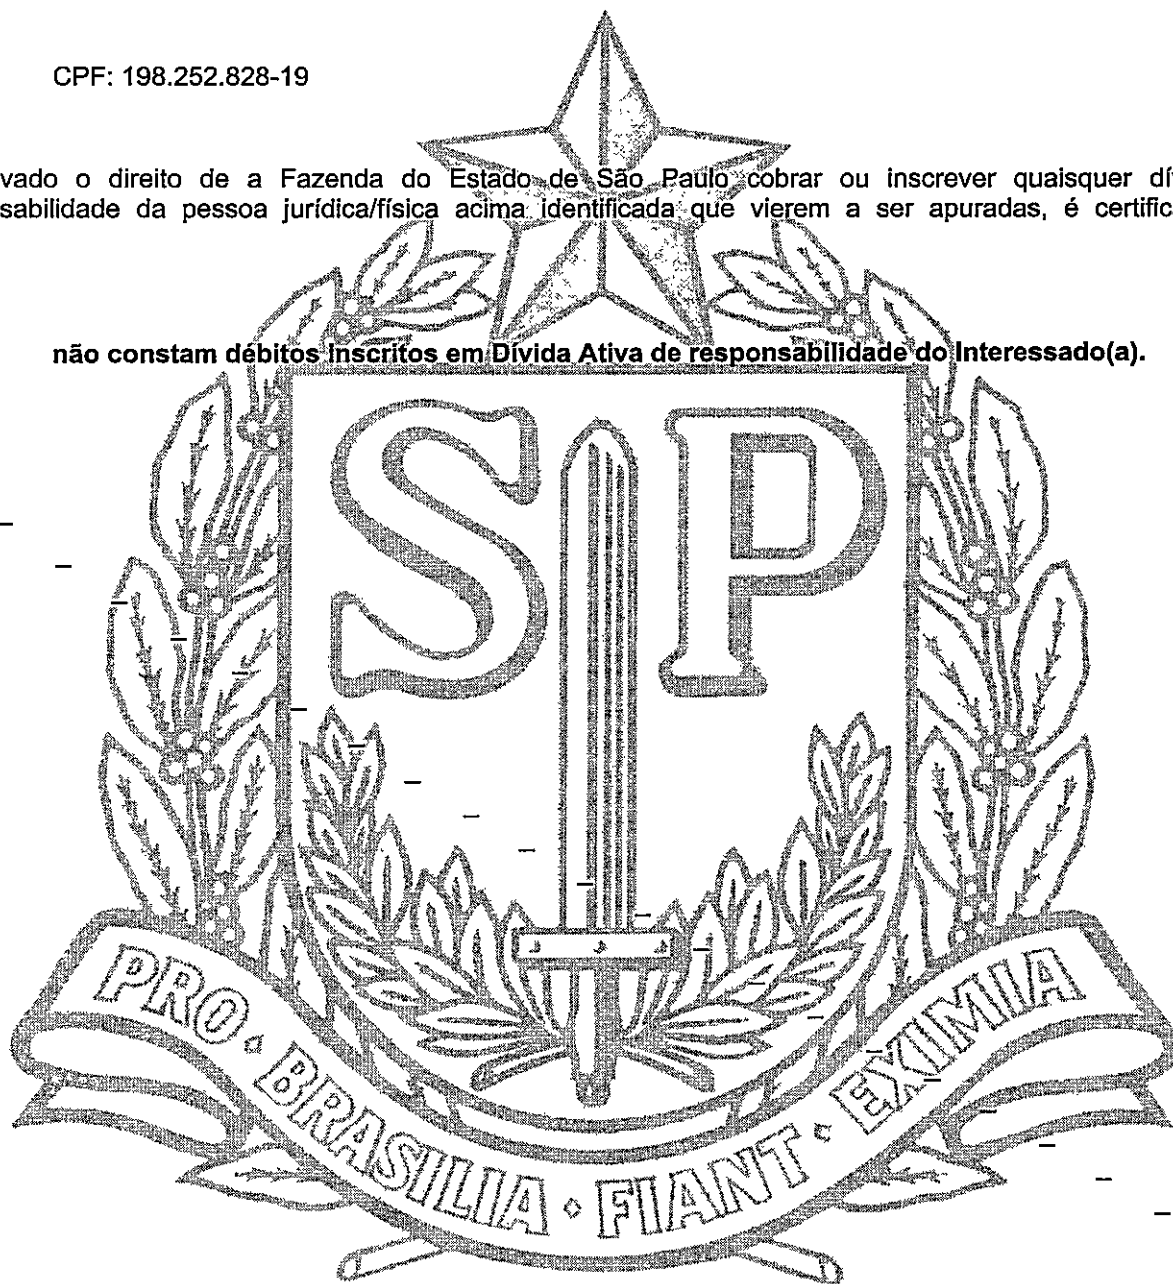 CPF: 198.252.828-19
vado o direito de a Fazenda do Estado de São Paulo cobrar ou inscrever quaisquer dí
sabilidade da pessoa jurídica/física acima identificada que vierem a ser apuradas, é certific
não constam débitos inscritos em Dívida Ativa de responsabilidade do Interessado(a).
SP
PRO · BRASILIA · FIANT · EXIMIA